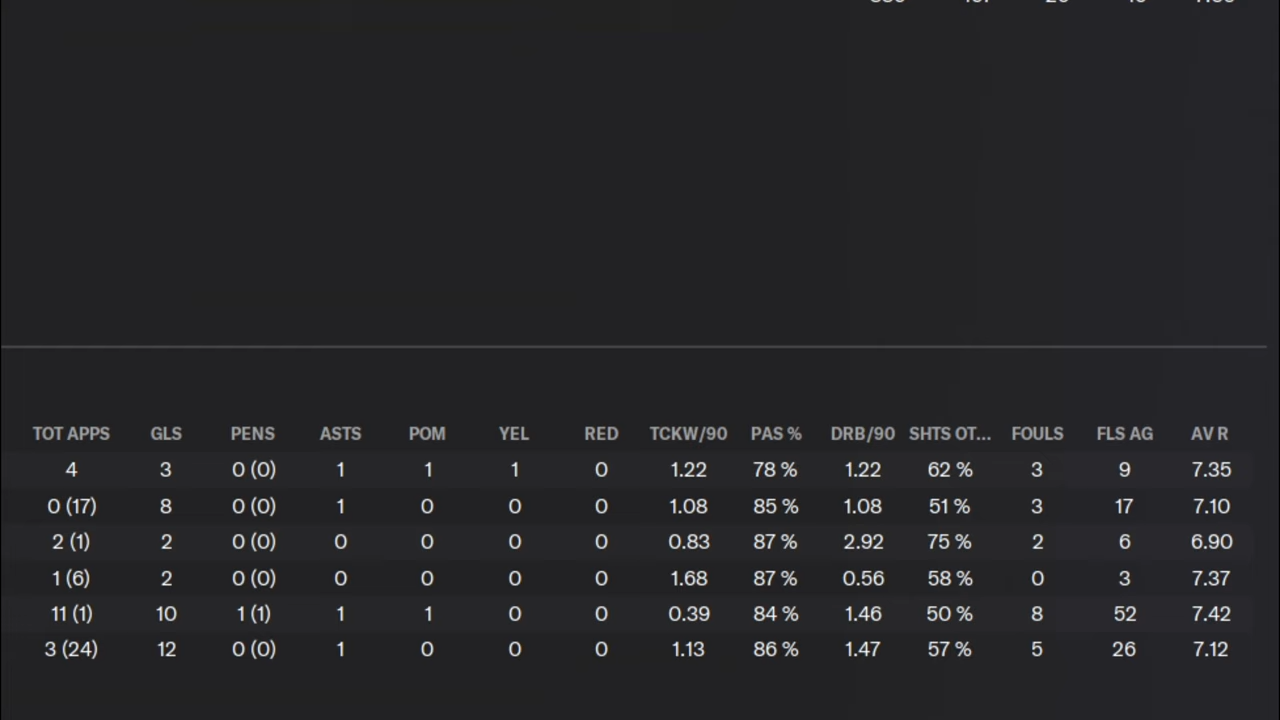 TOT APPS GLS PENS ASTS POM YEL RED TCKW/90 PAS % DRB/90 SHTS OT... FOULS FLS AG AV R
4 3 0 (0) 1 1 1 0 1.22 78 % 1.22 62 % 3 9 7.35
0 (17) 8 0 (0) 1 0 0 0 1.08 85 % 1.08 51 % 3 17 7.10
2 (1) 2 0 (0) 0 0 0 0 0.83 87 % 2.92 75 % 2 6 6.90
1 (6) 2 0 (0) 0 0 0 0 1.68 87 % 0.56 58 % 0 3 7.37
11 (1) 10 1 (1) 1 1 0 0 0.39 84 % 1.46 50 % 8 52 7.42
3 (24) 12 0 (0) 1 0 0 0 1.13 86 % 1.47 57 % 5 26 7.12